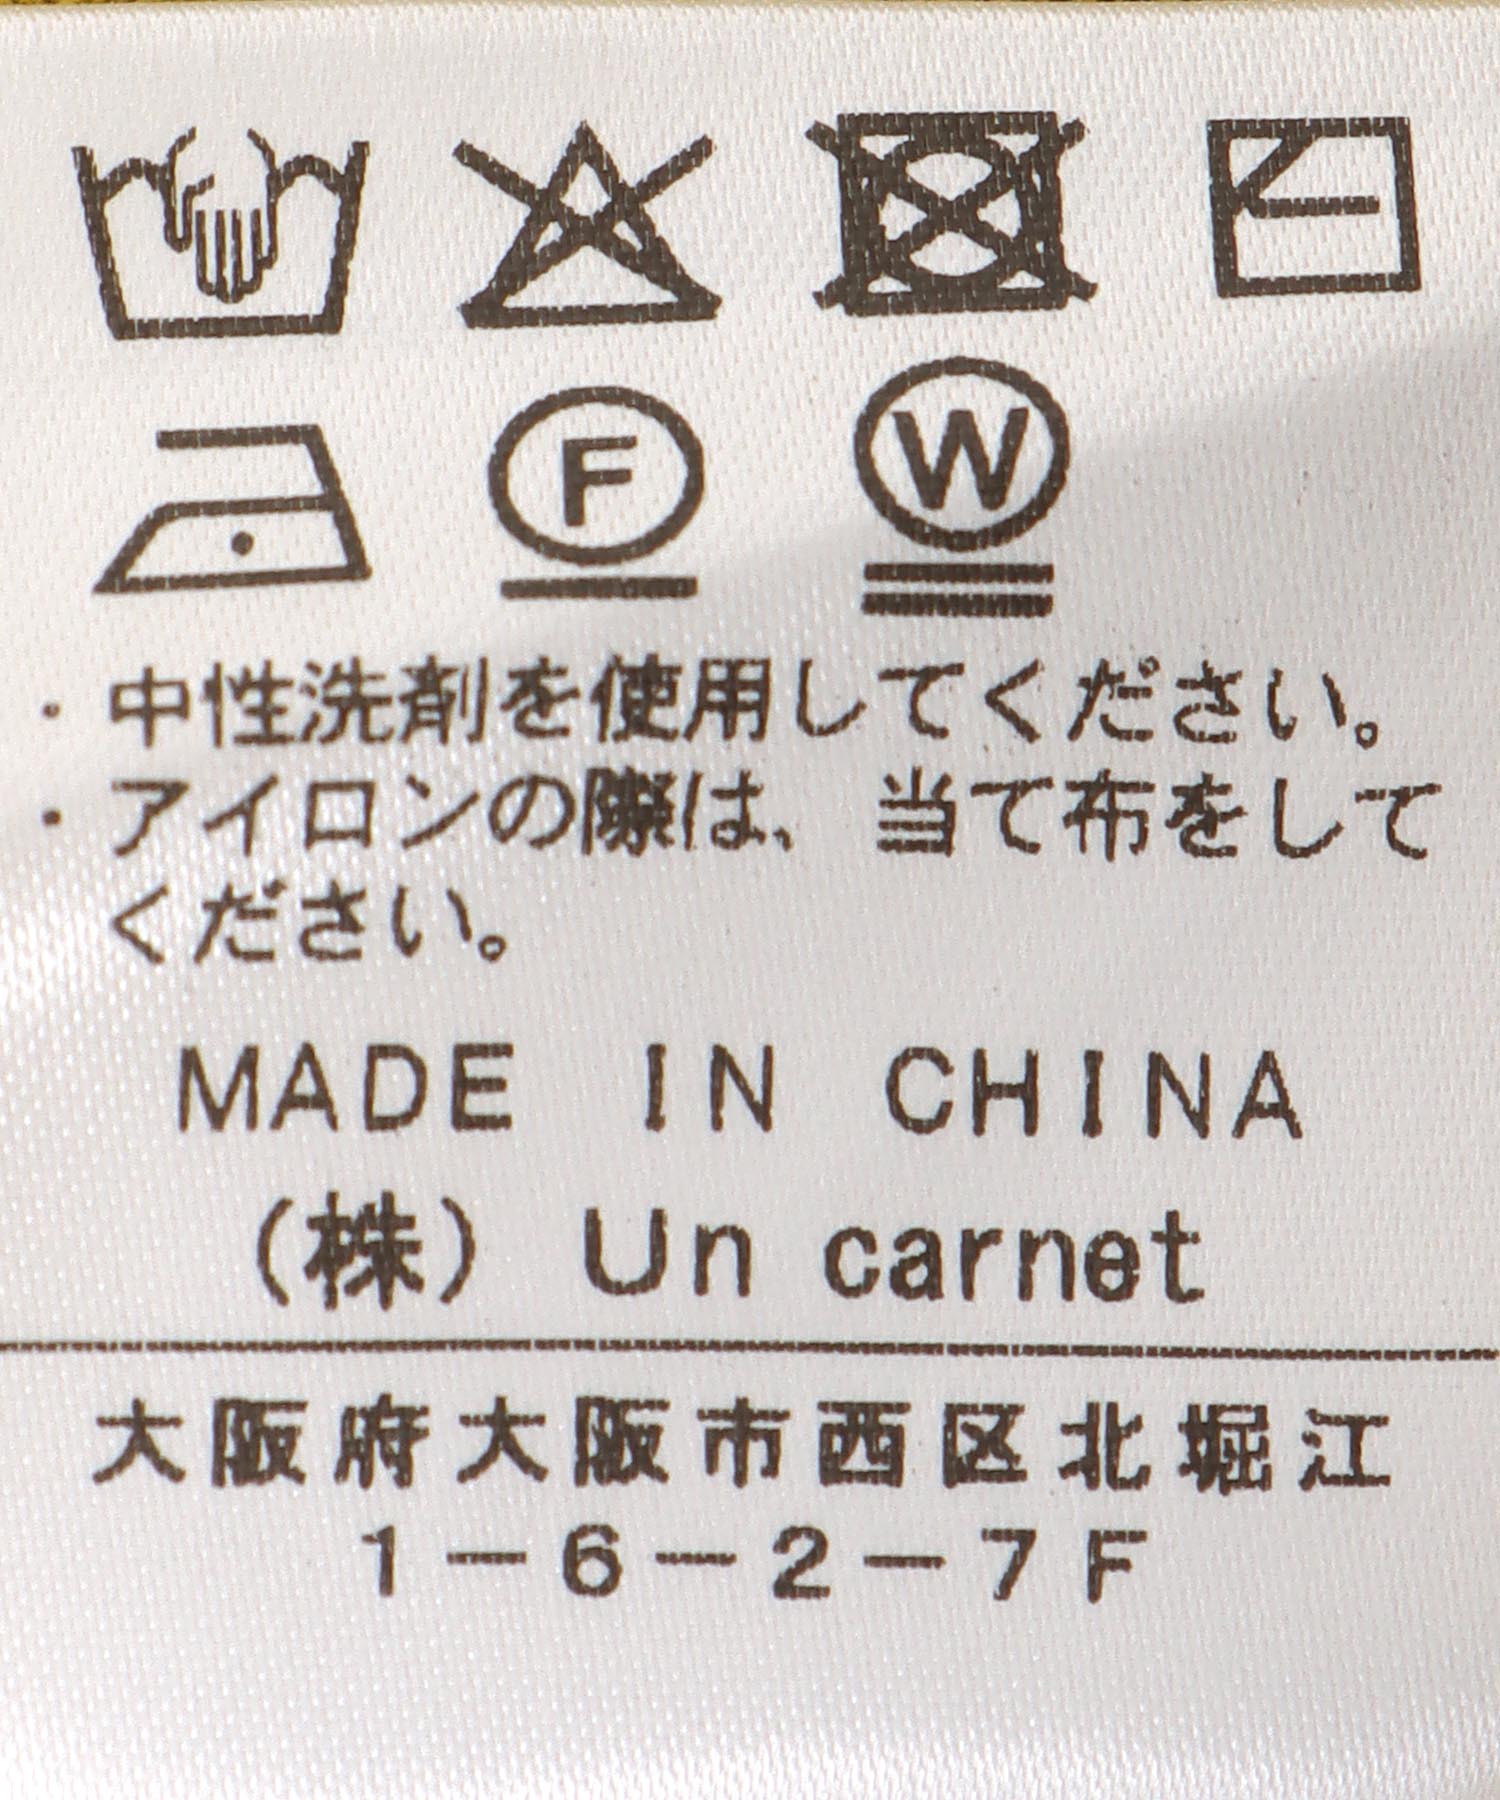 F
W
・中性洗剤を使用してください。
・アイロンの際は、当て布をして
ください。
MADE IN CHINA
（株） Un carnet
大阪府大阪市西区北堀江
１－６－２－７Ｆ